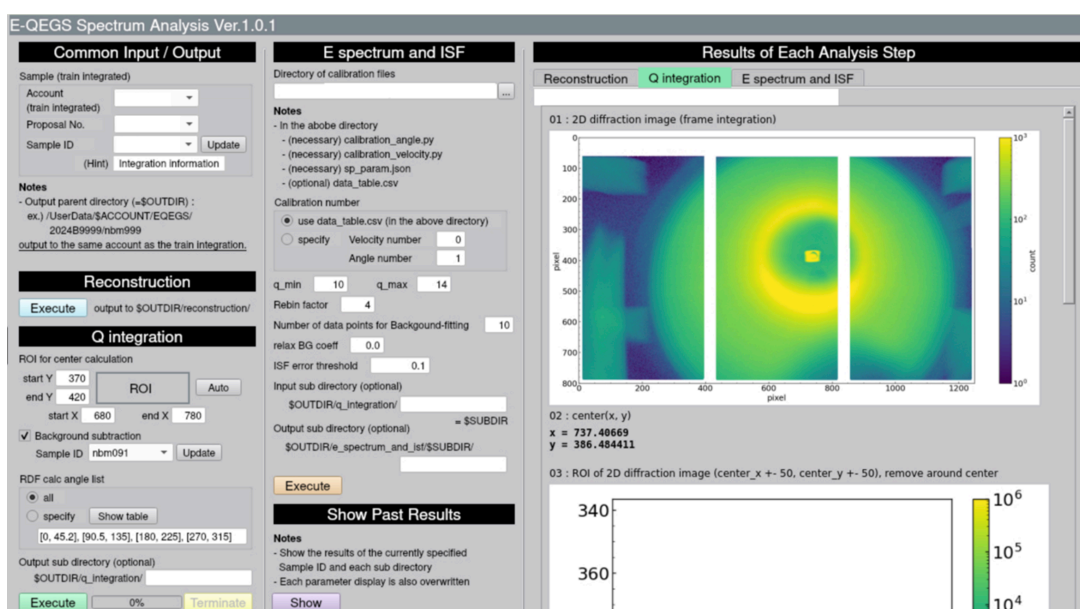 E-QEGS Spectrum Analysis Ver.1.0.1
Common Input / Output
Sample (train integrated)
Account
(train integrated)
Proposal No.
Sample ID
Update
(Hint) Integration information
Notes
- Output parent directory (=$OUTDIR) :
ex.) /UserData/$ACCOUNT/EQEGS/
2024B9999/nbm999
output to the same account as the train integration.
Reconstruction
Execute output to $OUTDIR/reconstruction/
Q integration
ROI for center calculation
start Y 370
end Y 420
ROI
Auto
start X 680 end X 780
Background subtraction
Sample ID nbm091 Update
RDF calc angle list
all
specify Show table
[0, 45.2], [90.5, 135], [180, 225], [270, 315]
Output sub directory (optional)
$OUTDIR/q_integration/
Execute 0% Terminate
E spectrum and ISF
Directory of calibration files
...
Notes
- In the abobe directory
- (necessary) calibration_angle.py
- (necessary) calibration_velocity.py
- (necessary) sp_param.json
- (optional) data_table.csv
Calibration number
use data_table.csv (in the above directory)
specify Velocity number 0
Angle number 1
q_min 10 q_max 14
Rebin factor 4
Number of data points for Backgound-fitting 10
relax BG coeff 0.0
ISF error threshold 0.1
Input sub directory (optional)
$OUTDIR/q_integration/
= $SUBDIR
Output sub directory (optional)
$OUTDIR/e_spectrum_and_isf/$SUBDIR/
Execute
Show Past Results
Notes
- Show the results of the currently specified
Sample ID and each sub directory
- Each parameter display is also overwritten
Show
Results of Each Analysis Step
Reconstruction Q integration E spectrum and ISF
01 : 2D diffraction image (frame integration)
0
100
200
300
400
500
600
700
800
pixel
0 200 400 600 800 1000 1200
pixel
10³
10²
10¹
10⁰
count
02 : center(x, y)
x = 737.40669
y = 386.484411
03 : ROI of 2D diffraction image (center_x +- 50, center_y +- 50), remove around center
340
360
10⁶
10⁵
10⁴